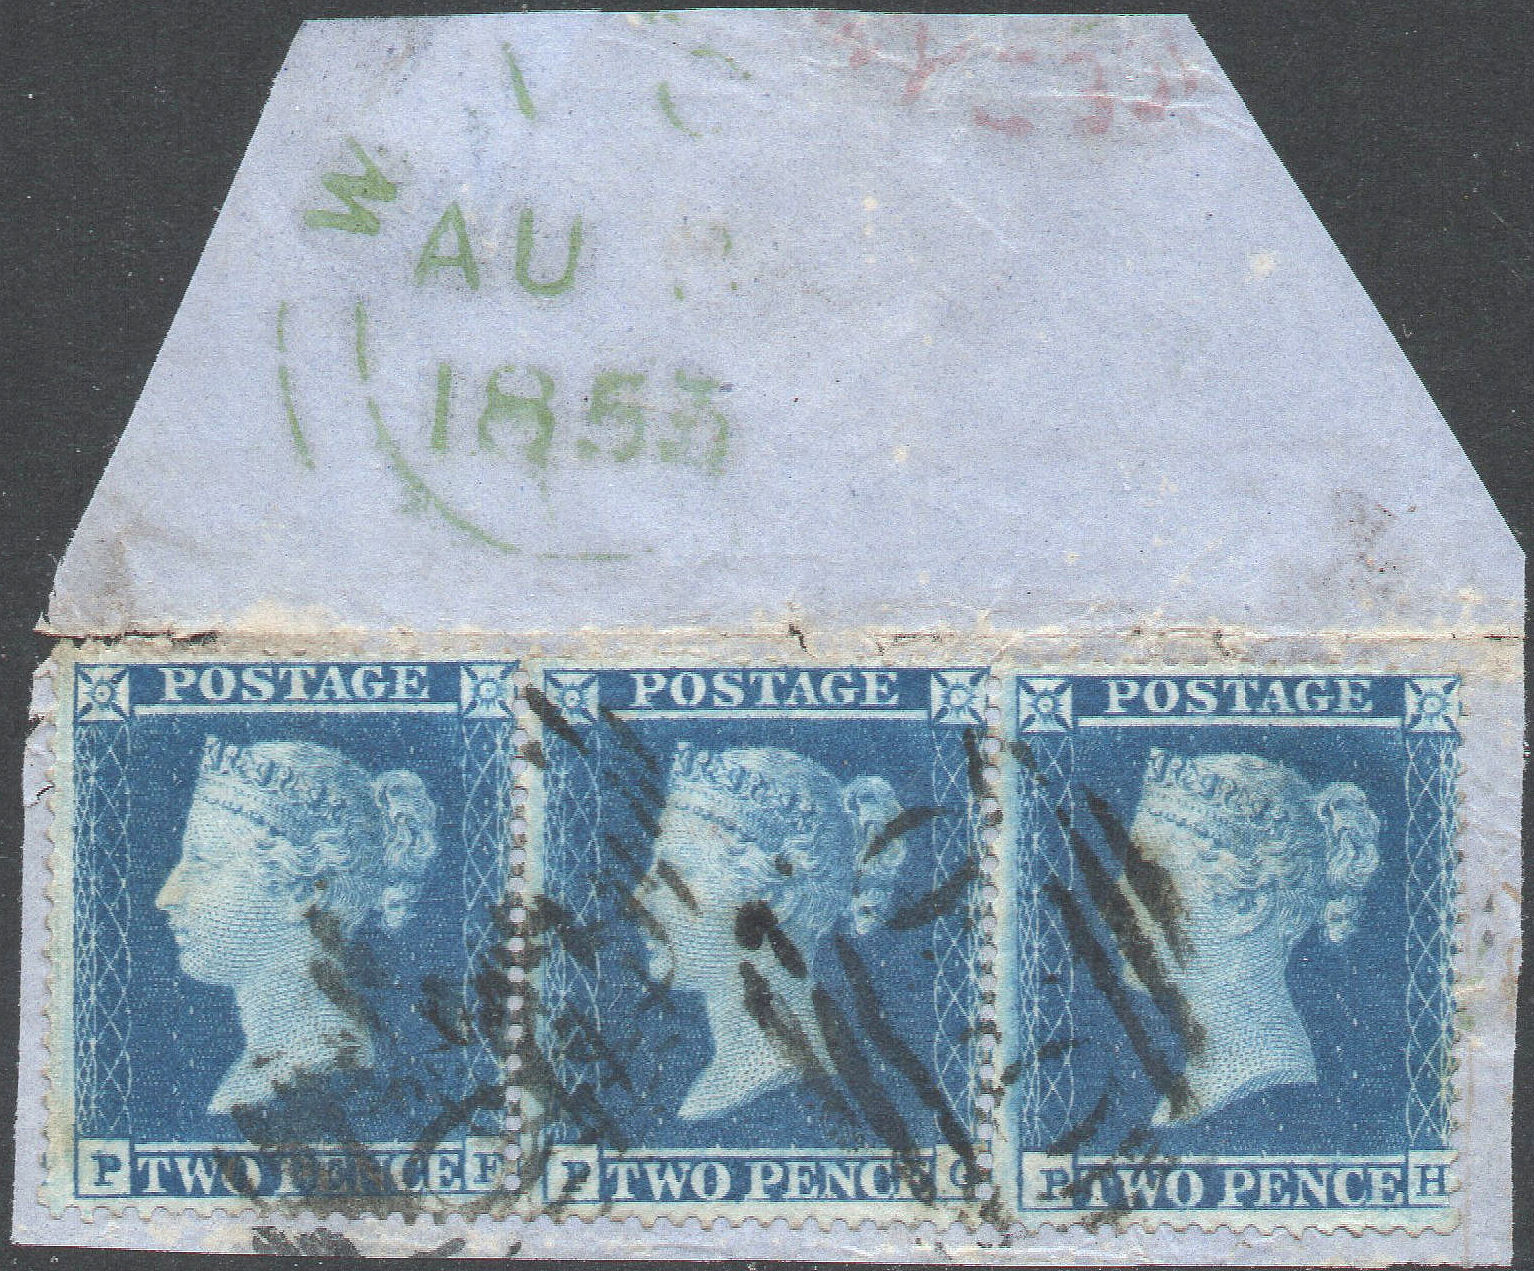 W
AU
1853
POSTAGE POSTAGE POSTAGE
P TWO PENCE F P TWO PENCE G P TWO PENCE H